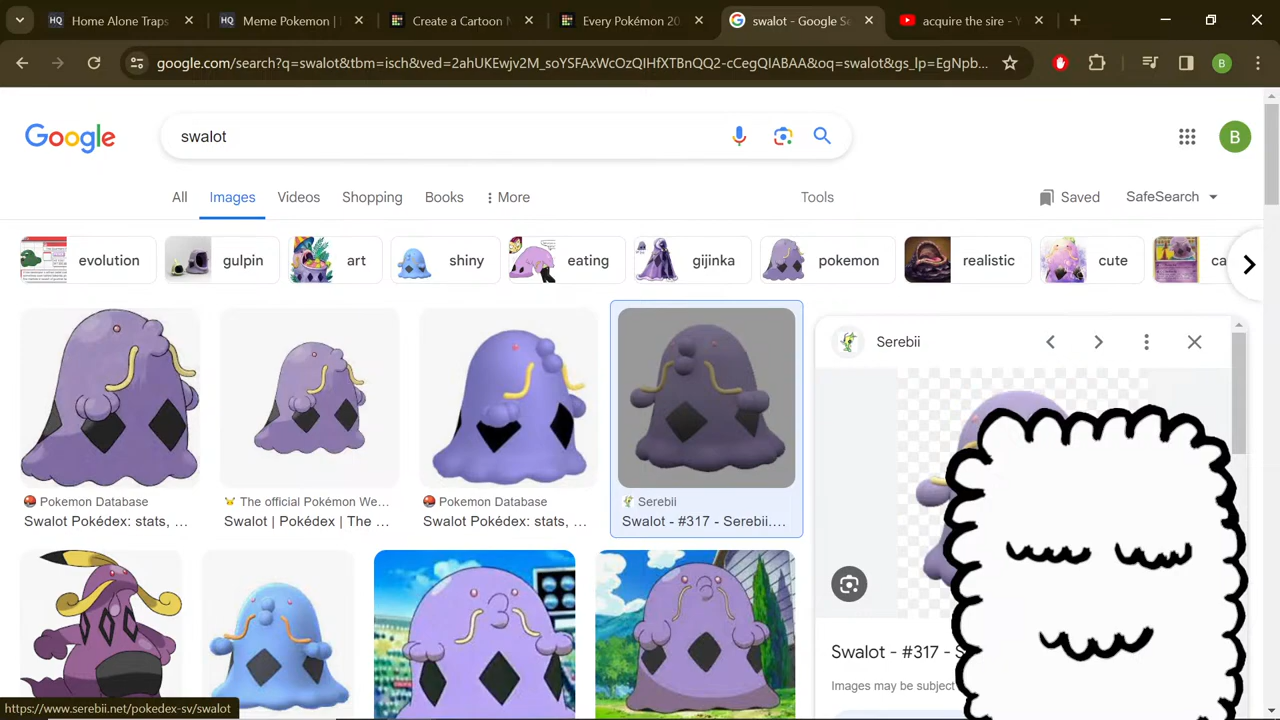 Home Alone Traps
Meme Pokemon |
Create a Cartoon
Every Pokémon 20
swalot - Google Se
acquire the sire - Y
google.com/search?q=swalot&tbm=isch&ved=2ahUKEwjv2M_soYSFAxWcOzQIHfXTBnQQ2-cCegQIABAA&oq=swalot&gs_lp=EgNpb...
B
Google
swalot
B
All
Images
Videos
Shopping
Books
More
Tools
Saved
SafeSearch
evolution
gulpin
art
shiny
eating
gijinka
pokemon
realistic
cute
ca
Serebii
Pokemon Database
Swalot Pokédex: stats, ...
The official Pokémon We...
Swalot | Pokédex | The ...
Pokemon Database
Swalot Pokédex: stats, ...
Serebii
Swalot - #317 - Serebii....
Swalot - #317 - S
Images may be subject
https://www.serebii.net/pokedex-sv/swalot